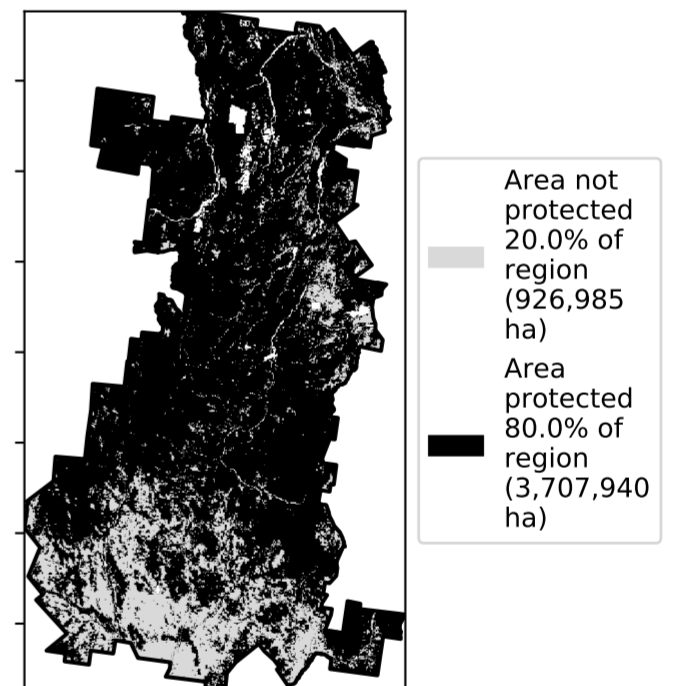 Area not
protected
20.0% of
region
(926,985
ha)
Area
protected
80.0% of
region
(3,707,940
ha)